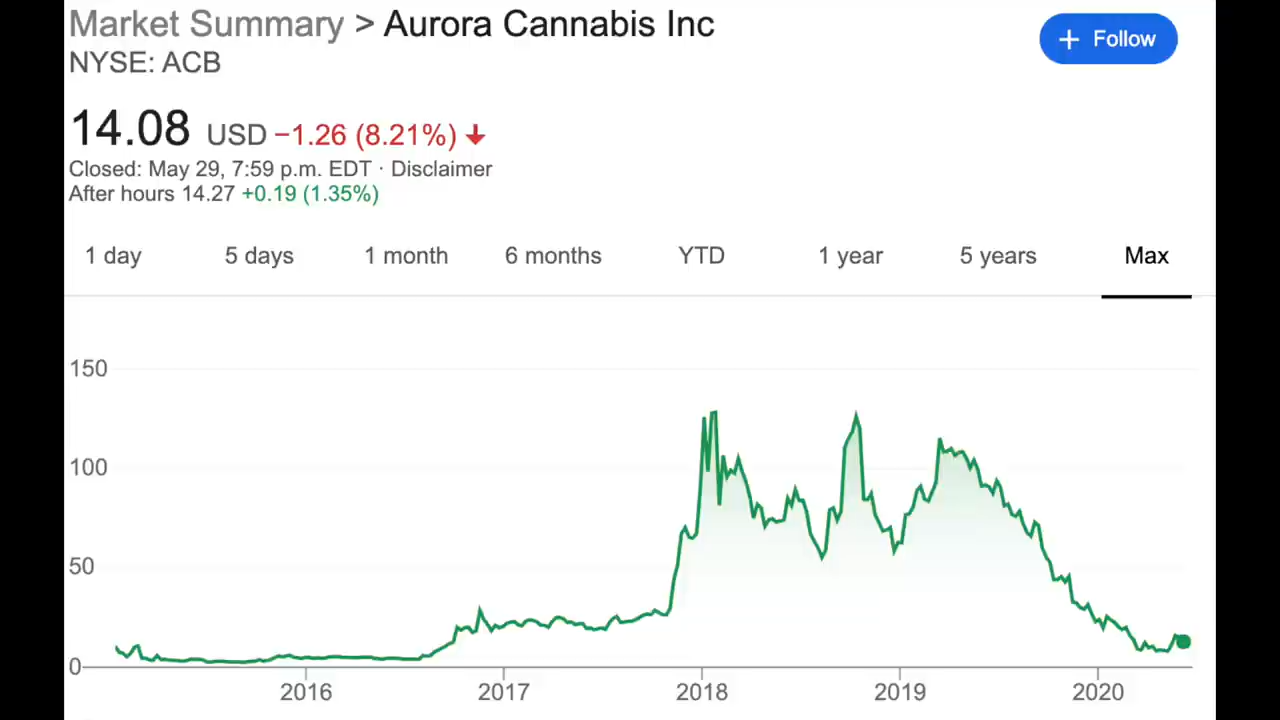 Market Summary > Aurora Cannabis Inc
NYSE: ACB
+ Follow
14.08 USD −1.26 (8.21%) ↓
Closed: May 29, 7:59 p.m. EDT · Disclaimer
After hours 14.27 +0.19 (1.35%)
1 day 5 days 1 month 6 months YTD 1 year 5 years Max
150
100
50
0
2016 2017 2018 2019 2020